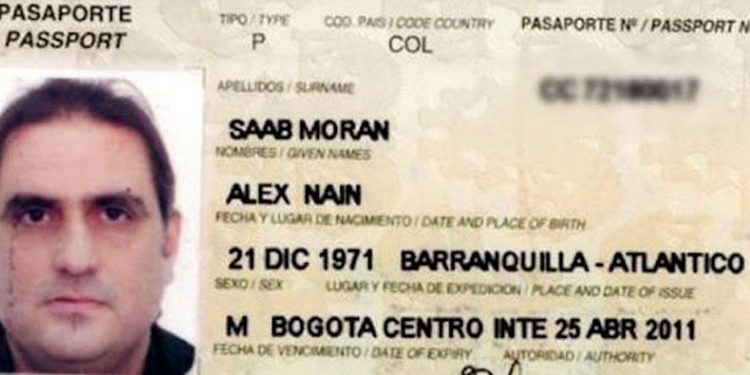 PASAPORTE
PASSPORT
TIPO / TYPE COD. PAIS / CODE COUNTRY PASAPORTE Nº / PASSPORT
P COL
APELLIDOS / SURNAME
SAAB MORAN
NOMBRES / GIVEN NAMES
ALEX NAIN
FECHA Y LUGAR DE NACIMIENTO / DATE AND PLACE OF BIRTH
21 DIC 1971 BARRANQUILLA - ATLANTICO
SEXO / SEX LUGAR Y FECHA DE EXPEDICION / PLACE AND DATE OF ISSUE
M BOGOTA CENTRO INTE 25 ABR 2011
FECHA DE VENCIMIENTO / DATE OF EXPIRY AUTORIDAD / AUTHORITY